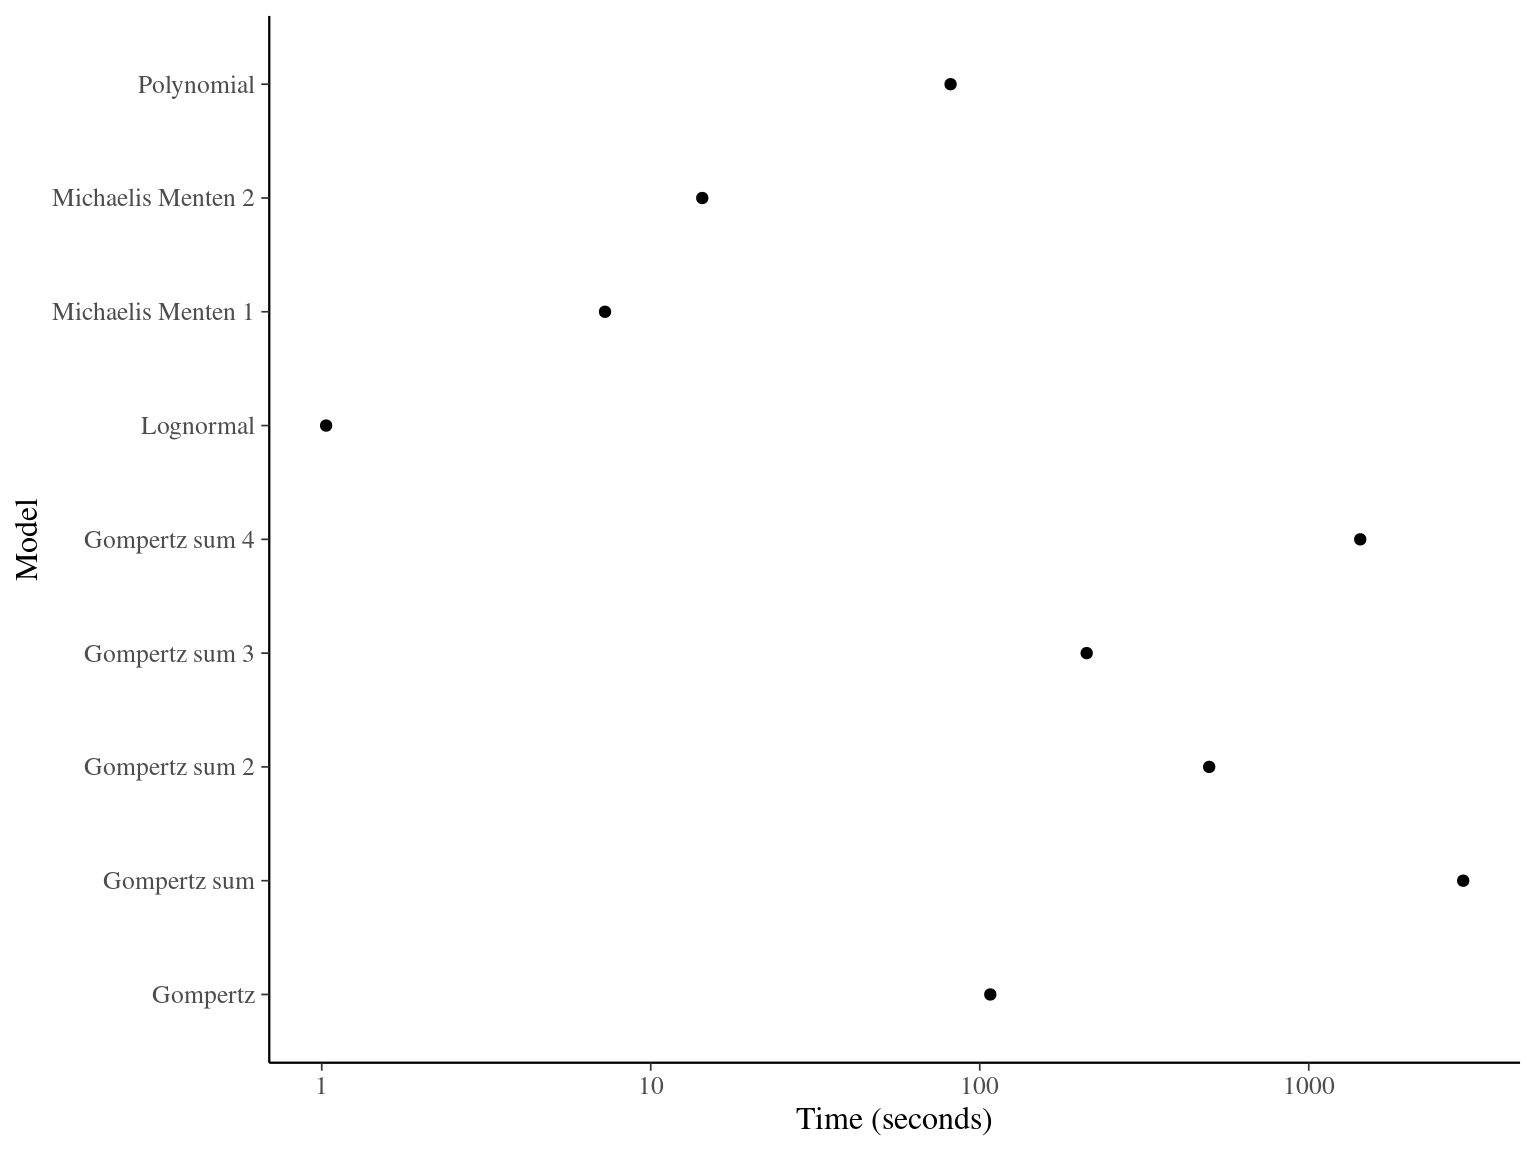 Polynomial
Michaelis Menten 2
Michaelis Menten 1
Lognormal
Gompertz sum 4
Gompertz sum 3
Gompertz sum 2
Gompertz sum
Gompertz
Model
1 10 100 1000
Time (seconds)